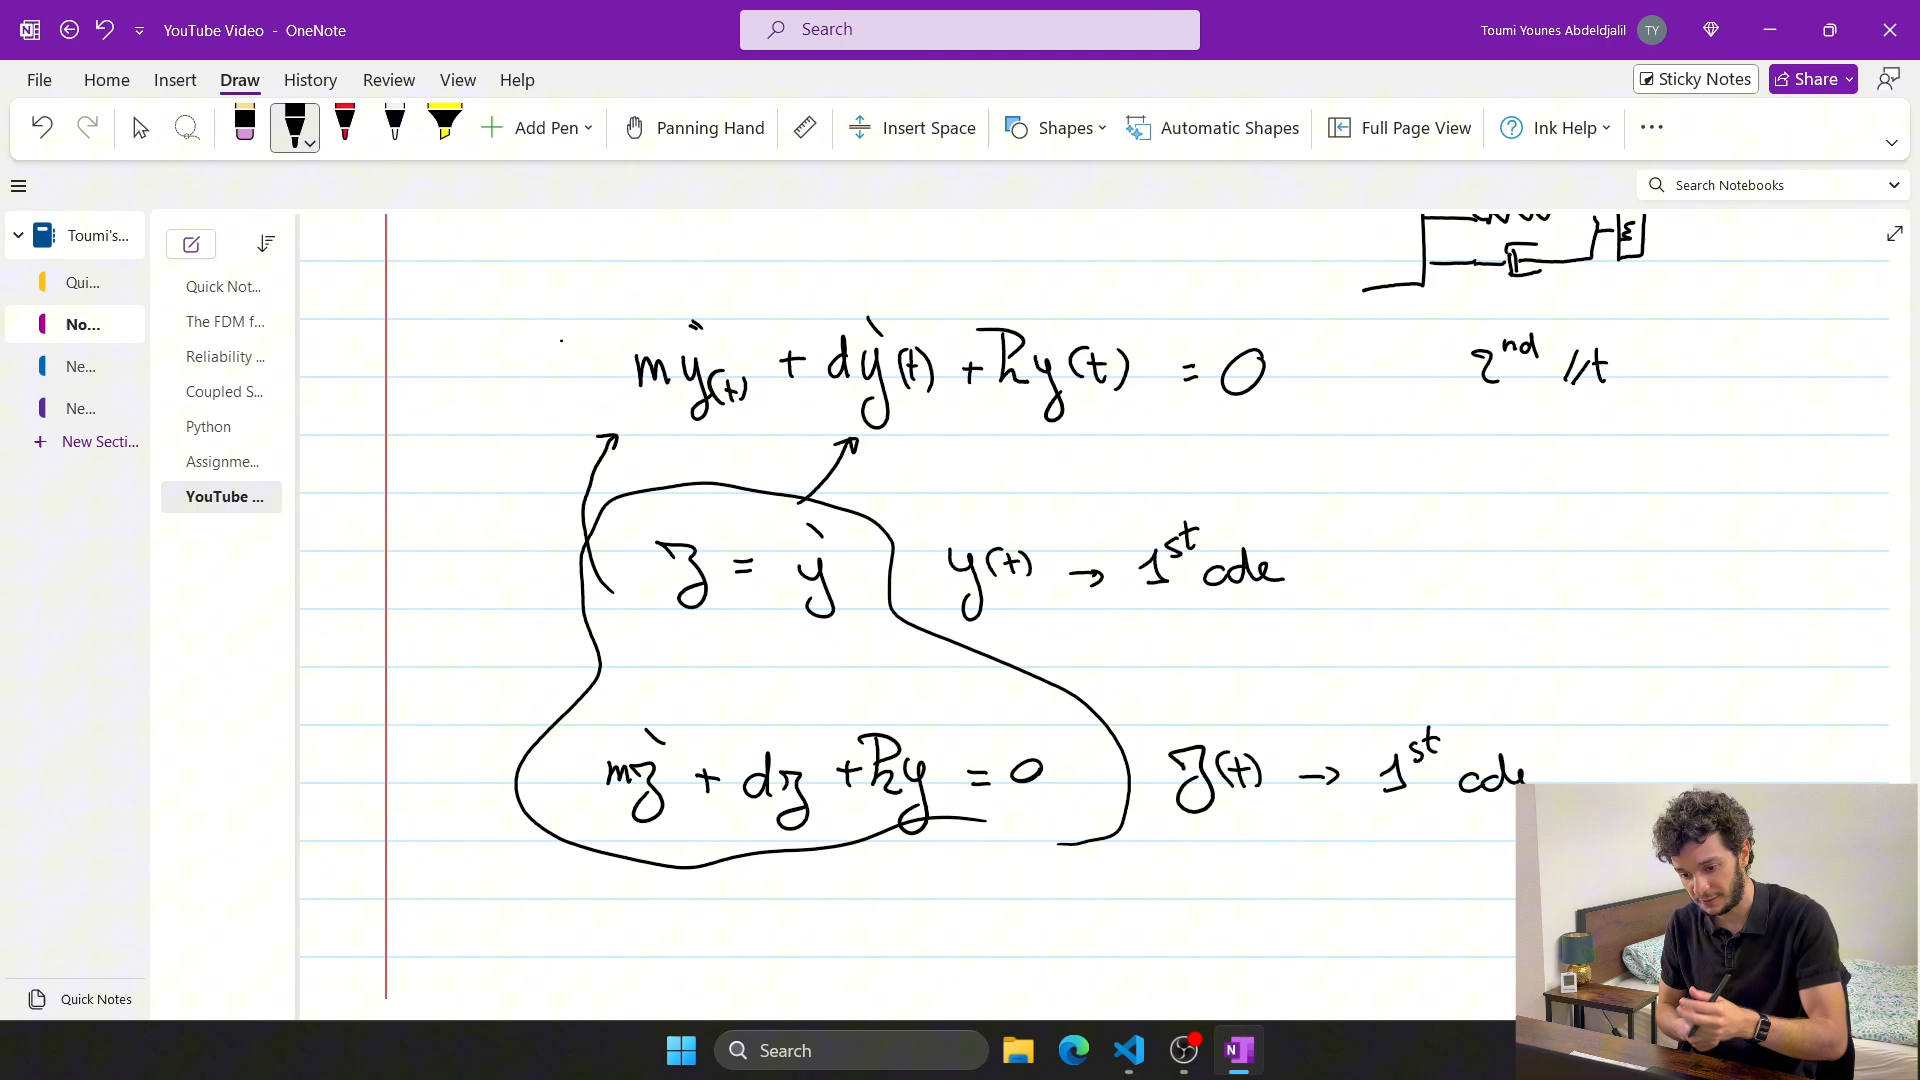 YouTube Video - OneNote
Search
Toumi Younes Abdeldjalil TY
File Home Insert Draw History Review View Help
Sticky Notes Share
Add Pen Panning Hand Insert Space Shapes Automatic Shapes Full Page View Ink Help
Search Notebooks
Toumi's...
Qui...
No...
Ne...
Ne...
New Secti...
Quick Not...
The FDM f...
Reliability ...
Coupled S...
Python
Assignme...
YouTube ...
mÿ(t) + dẏ(t) + ky(t) = 0 2nd //t
z = ẏ y(t) → 1st ode
mż + dz + ky = 0 z(t) → 1st ode
Quick Notes
Search